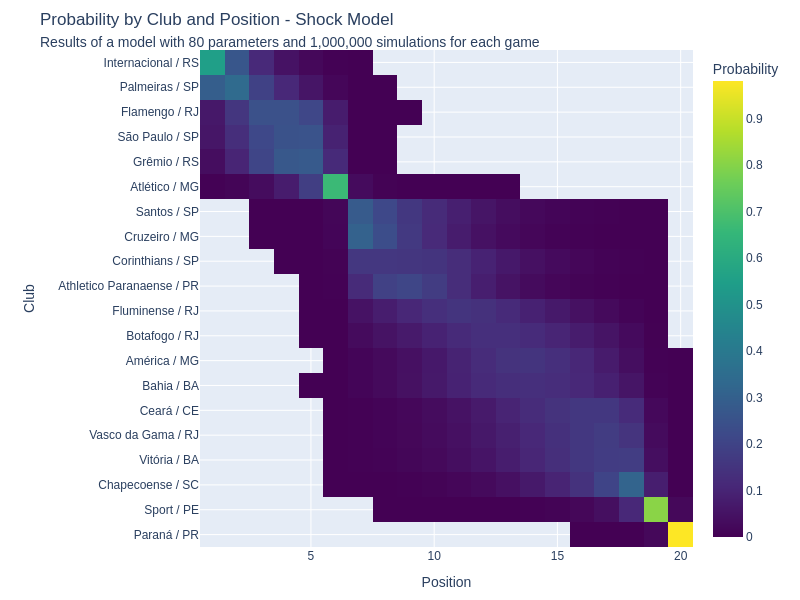 Probability by Club and Position - Shock Model
Results of a model with 80 parameters and 1,000,000 simulations for each game
Probability
Internacional / RS
Palmeiras / SP
Flamengo / RJ
São Paulo / SP
Grêmio / RS
Atlético / MG
Santos / SP
Cruzeiro / MG
Corinthians / SP
Athletico Paranaense / PR
Fluminense / RJ
Botafogo / RJ
América / MG
Bahia / BA
Ceará / CE
Vasco da Gama / RJ
Vitória / BA
Chapecoense / SC
Sport / PE
Paraná / PR
Club
5
10
15
20
Position
0.9
0.8
0.7
0.6
0.5
0.4
0.3
0.2
0.1
0